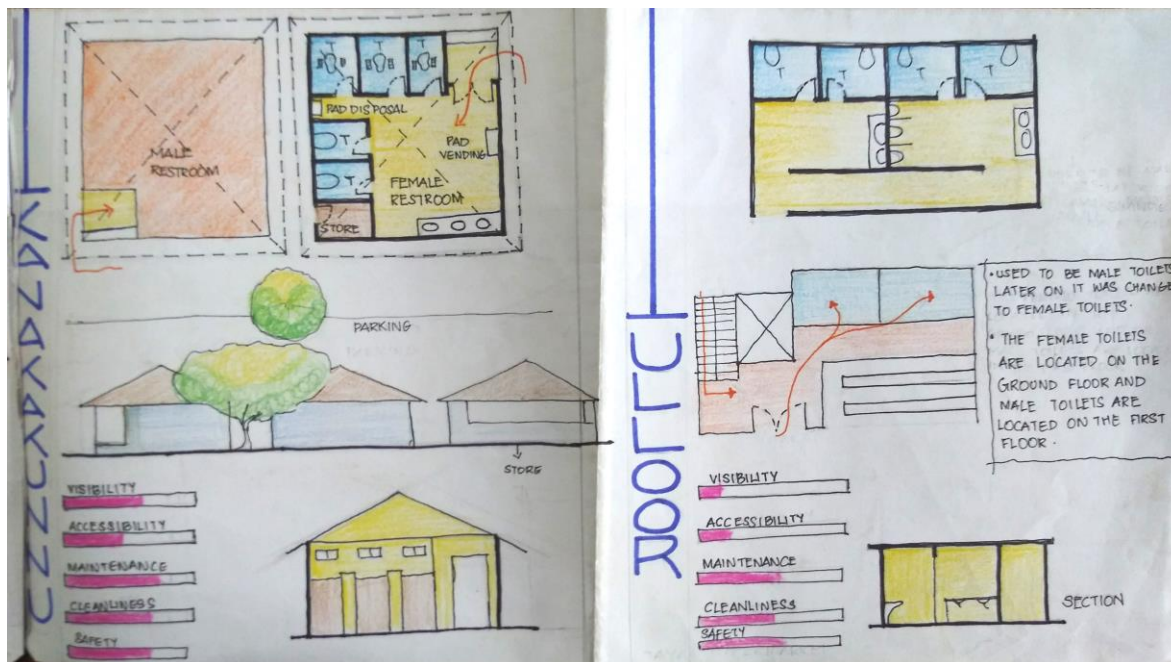 T T T
PAD DISPOSAL
MALE
RESTROOM
T
PAD
VENDING
T
FEMALE
RESTROOM
STORE
PARKING
STORE
VISIBILITY
ACCESSIBILITY
MAINTENANCE
CLEANLINESS
SAFETY
T T T T
ULLOOR
• USED TO BE MALE TOILETS
LATER ON IT WAS CHANGE
TO FEMALE TOILETS.
• THE FEMALE TOILETS
ARE LOCATED ON THE
GROUND FLOOR AND
MALE TOILETS ARE
LOCATED ON THE FIRST
FLOOR.
VISIBILITY
ACCESSIBILITY
MAINTENANCE
CLEANLINESS
SAFETY
SECTION